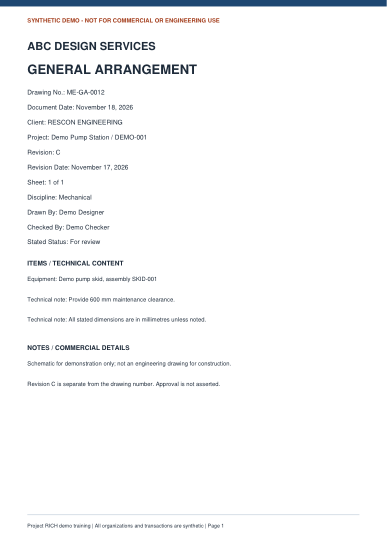 SYNTHETIC DEMO - NOT FOR COMMERCIAL OR ENGINEERING USE
ABC DESIGN SERVICES
GENERAL ARRANGEMENT
Drawing No.: ME-GA-0012
Document Date: November 18, 2026
Client: RESCON ENGINEERING
Project: Demo Pump Station / DEMO-001
Revision: C
Revision Date: November 17, 2026
Sheet: 1 of 1
Discipline: Mechanical
Drawn By: Demo Designer
Checked By: Demo Checker
Stated Status: For review
ITEMS / TECHNICAL CONTENT
Equipment: Demo pump skid, assembly SKID-001
Technical note: Provide 600 mm maintenance clearance.
Technical note: All stated dimensions are in millimetres unless noted.
NOTES / COMMERCIAL DETAILS
Schematic for demonstration only; not an engineering drawing for construction.
Revision C is separate from the drawing number. Approval is not asserted.
Project RICH demo training | All organizations and transactions are synthetic | Page 1